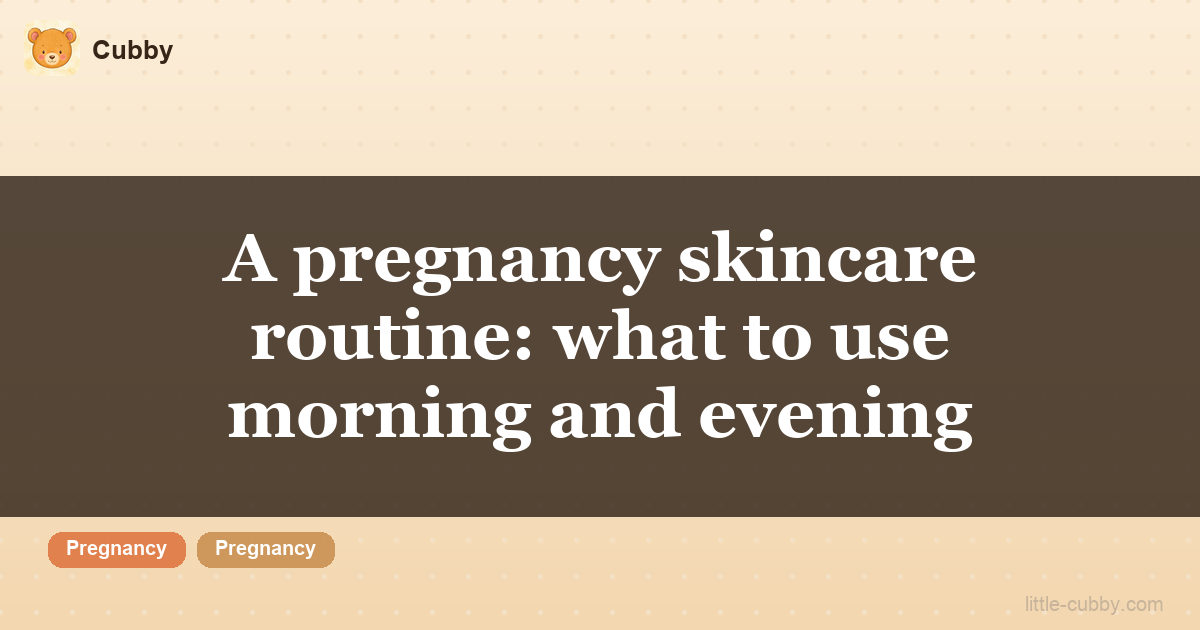 Cubby
A pregnancy skincare
routine: what to use
morning and evening
Pregnancy Pregnancy
little-cubby.com